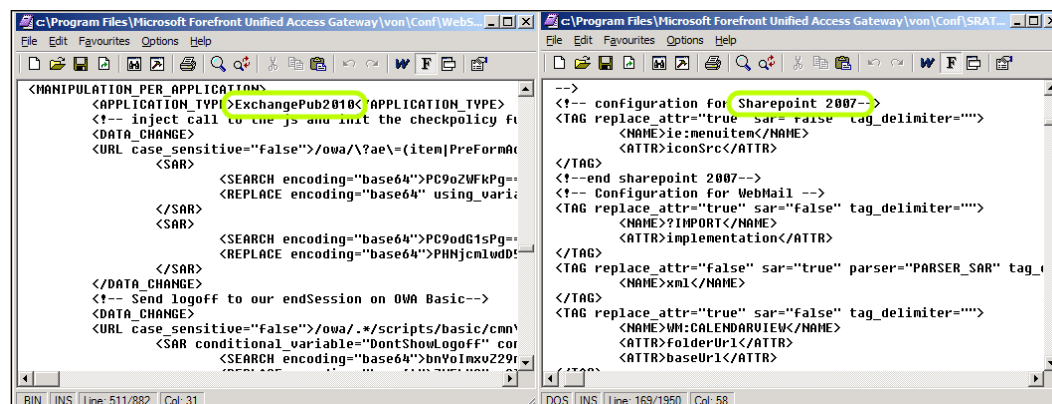 c:\Program Files\Microsoft Forefront Unified Access Gateway\von\Conf\WebS...
File Edit Favourites Options Help
<MANIPULATION_PER_APPLICATION>
<APPLICATION_TYPE>ExchangePub2010</APPLICATION_TYPE>
<!-- inject call to the js and init the checkpolicy fu
<DATA_CHANGE>
<URL case_sensitive="false">/owa/\?ae\=(item|PreFormAc
<SAR>
<SEARCH encoding="base64">PC9oZWFkPg==
<REPLACE encoding="base64" using_varia
</SAR>
<SAR>
<SEARCH encoding="base64">PC9odG1sPg==
<REPLACE encoding="base64">PHNjcmlwdD5
</SAR>
</DATA_CHANGE>
<!-- Send logoff to our endSession on OWA Basic-->
<DATA_CHANGE>
<URL case_sensitive="false">/owa/.*/scripts/basic/cmn\
<SAR conditional_variable="DontShowLogoff" con
<SEARCH encoding="base64">bnYoImxvZ29n
BIN INS Line: 511/882 Col: 31
c:\Program Files\Microsoft Forefront Unified Access Gateway\von\Conf\SRAT...
File Edit Favourites Options Help
-->
<!-- configuration for Sharepoint 2007-->
<TAG replace_attr="true" sar="false" tag_delimiter="">
<NAME>ie:menuitem</NAME>
<ATTR>iconSrc</ATTR>
</TAG>
<!--end sharepoint 2007-->
<!-- Configuration for WebMail -->
<TAG replace_attr="true" sar="false" tag_delimiter="">
<NAME>?IMPORT</NAME>
<ATTR>implementation</ATTR>
</TAG>
<TAG replace_attr="false" sar="true" parser="PARSER_SAR" tag_d
<NAME>xml</NAME>
</TAG>
<TAG replace_attr="true" sar="false" tag_delimiter="">
<NAME>WM:CALENDARVIEW</NAME>
<ATTR>folderUrl</ATTR>
<ATTR>baseUrl</ATTR>
</TAG>
DOS INS Line: 169/1950 Col: 58